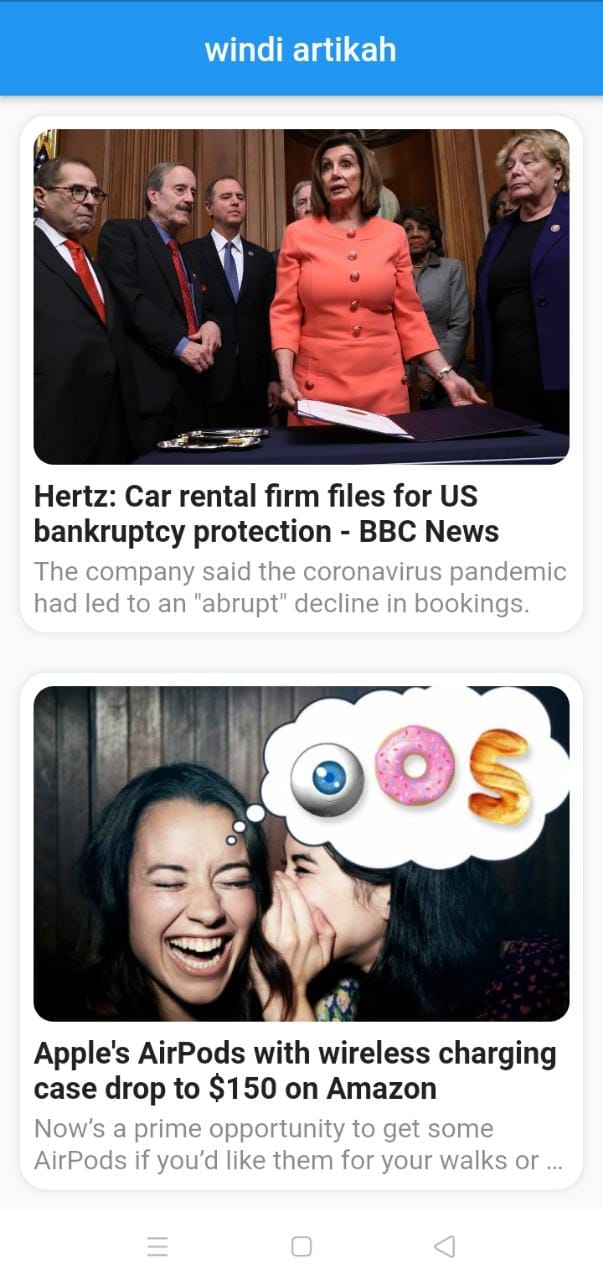 windi artikah
Hertz: Car rental firm files for US
bankruptcy protection - BBC News
The company said the coronavirus pandemic
had led to an "abrupt" decline in bookings.
Apple's AirPods with wireless charging
case drop to $150 on Amazon
Now’s a prime opportunity to get some
AirPods if you’d like them for your walks or ...